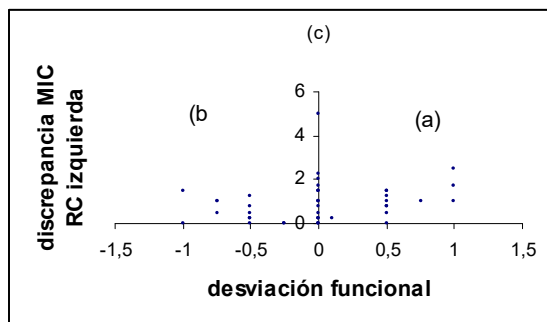 (c)
discrepancia MIC
RC izquierda
(b)
(a)
6
4
2
0
-1,5
-1
-0,5
0
0,5
1
1,5
desviación funcional